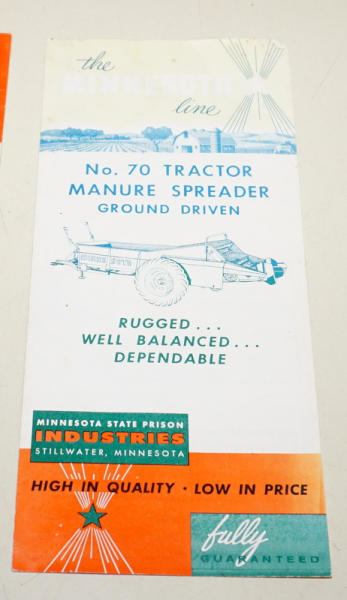 the
MINNESOTA
line
No. 70 TRACTOR
MANURE SPREADER
GROUND DRIVEN
MINNESOTA
RUGGED...
WELL BALANCED...
DEPENDABLE
MINNESOTA STATE PRISON
INDUSTRIES
STILLWATER, MINNESOTA
HIGH IN QUALITY · LOW IN PRICE
fully
GUARANTEED